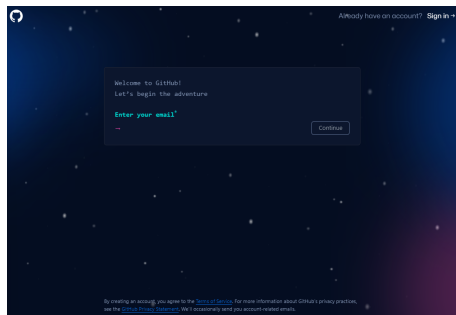 Already have an account? Sign in →
Welcome to GitHub!
Let's begin the adventure
Enter your email*
→
Continue
By creating an account, you agree to the Terms of Service. For more information about GitHub's privacy practices,
see the GitHub Privacy Statement. We'll occasionally send you account-related emails.